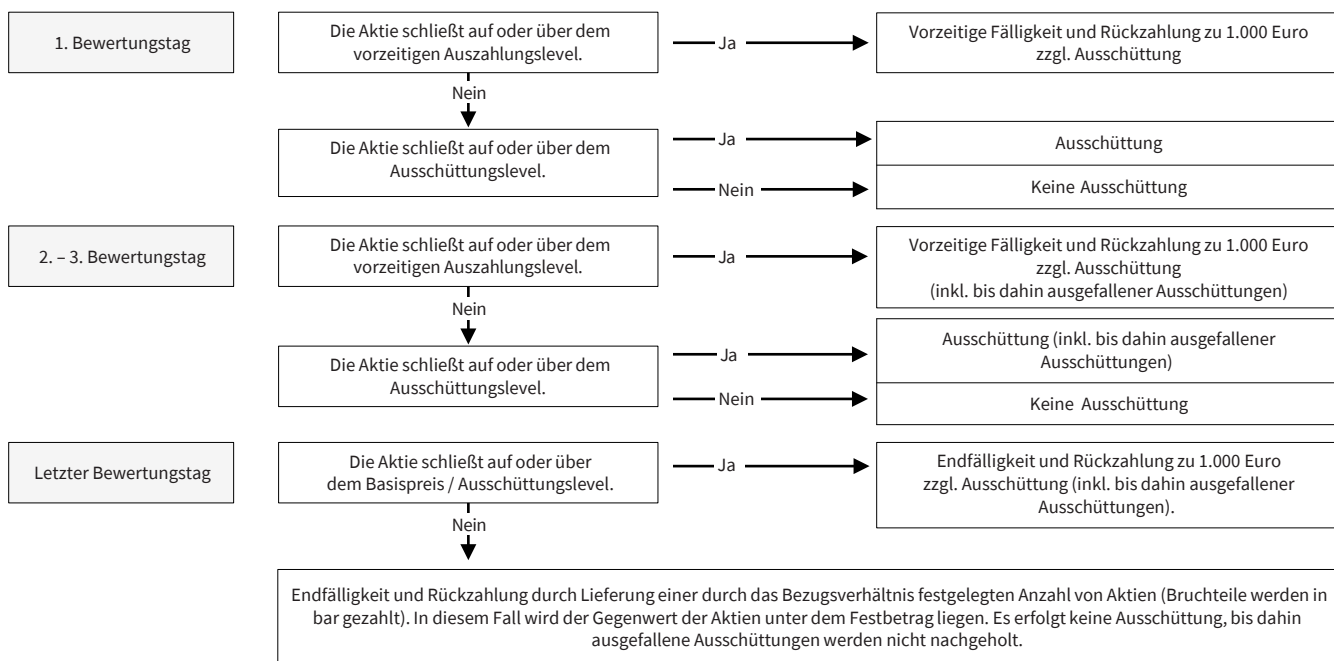 1. Bewertungstag
Die Aktie schließt auf oder über dem
vorzeitigen Auszahlungslevel.
Ja
Vorzeitige Fälligkeit und Rückzahlung zu 1.000 Euro
zzgl. Ausschüttung
Nein
Die Aktie schließt auf oder über dem
Ausschüttungslevel.
Ja
Ausschüttung
Nein
Keine Ausschüttung
2. – 3. Bewertungstag
Die Aktie schließt auf oder über dem
vorzeitigen Auszahlungslevel.
Ja
Vorzeitige Fälligkeit und Rückzahlung zu 1.000 Euro
zzgl. Ausschüttung
(inkl. bis dahin ausgefallener Ausschüttungen)
Nein
Die Aktie schließt auf oder über dem
Ausschüttungslevel.
Ja
Ausschüttung (inkl. bis dahin ausgefallener
Ausschüttungen)
Nein
Keine Ausschüttung
Letzter Bewertungstag
Die Aktie schließt auf oder über
dem Basispreis / Ausschüttungslevel.
Ja
Endfälligkeit und Rückzahlung zu 1.000 Euro
zzgl. Ausschüttung (inkl. bis dahin ausgefallener
Ausschüttungen).
Nein
Endfälligkeit und Rückzahlung durch Lieferung einer durch das Bezugsverhältnis festgelegten Anzahl von Aktien (Bruchteile werden in
bar gezahlt). In diesem Fall wird der Gegenwert der Aktien unter dem Festbetrag liegen. Es erfolgt keine Ausschüttung, bis dahin
ausgefallene Ausschüttungen werden nicht nachgeholt.